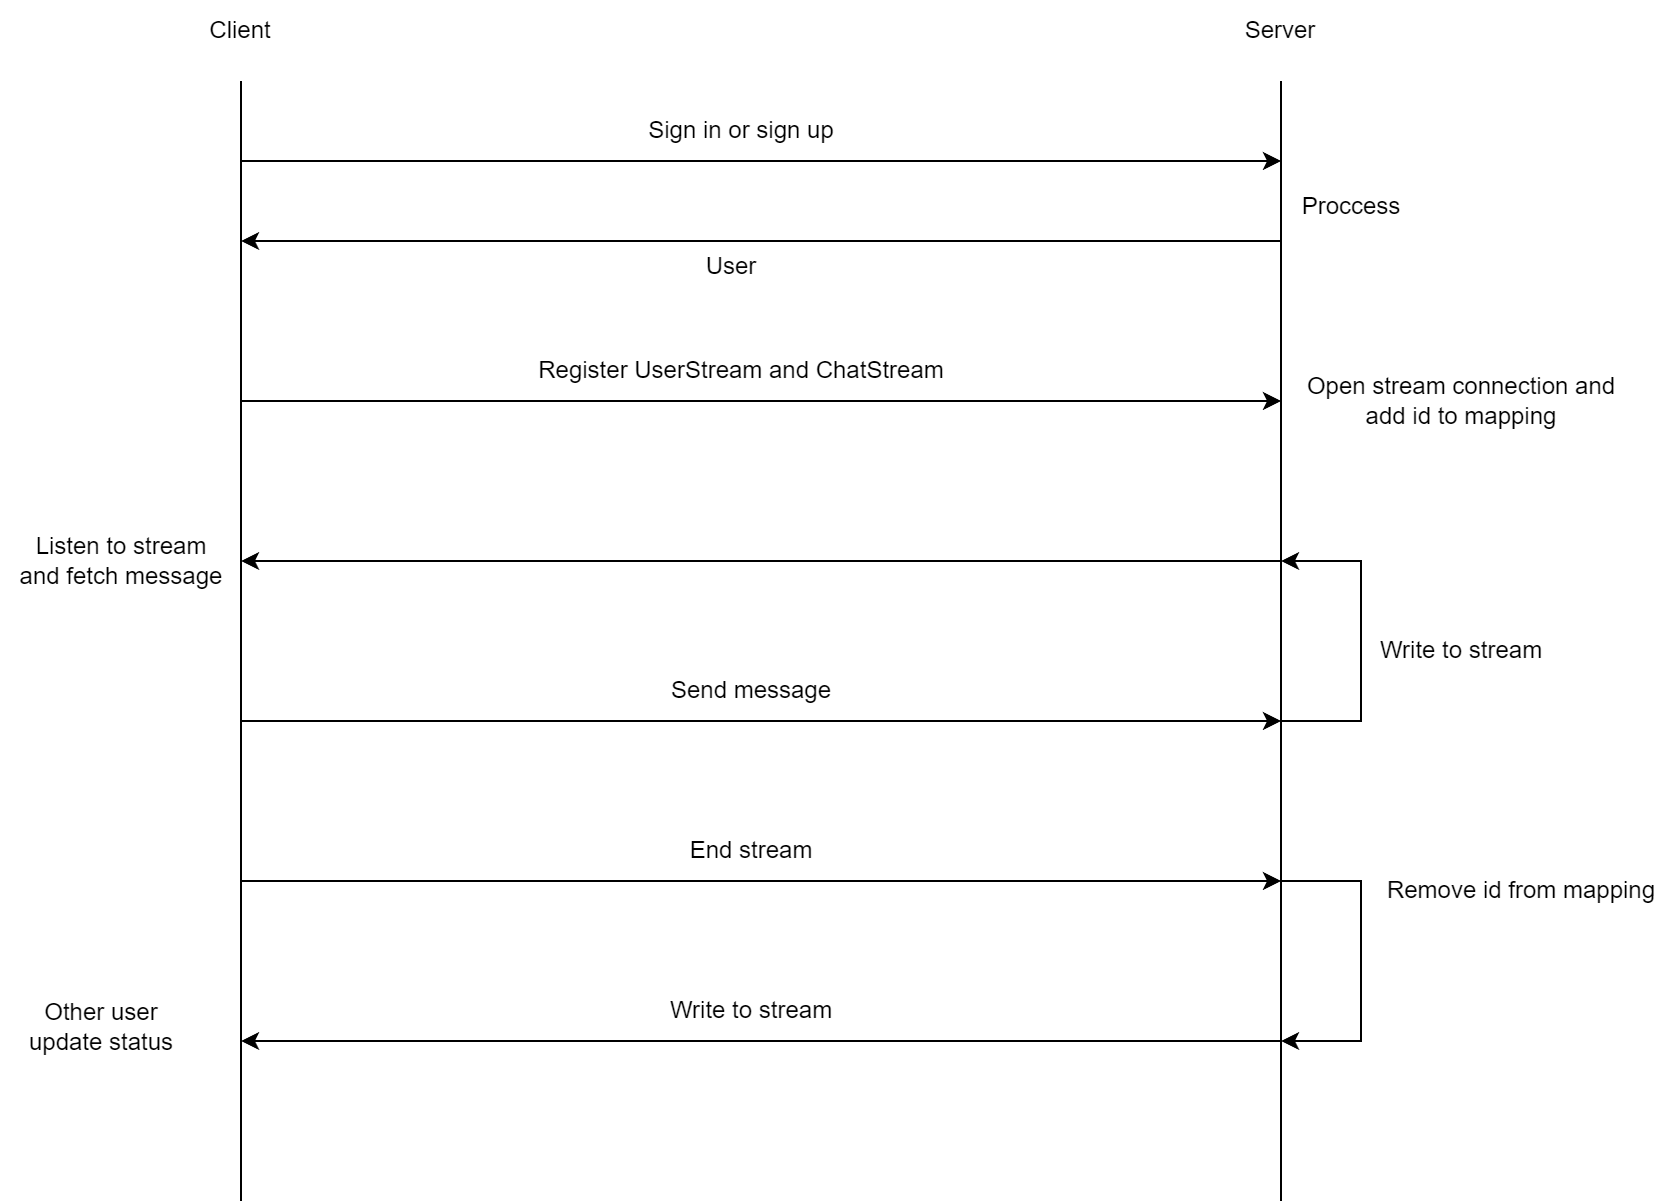 Client
Server
Sign in or sign up
Proccess
User
Register UserStream and ChatStream
Open stream connection and
add id to mapping
Listen to stream
and fetch message
Write to stream
Send message
End stream
Remove id from mapping
Other user
update status
Write to stream